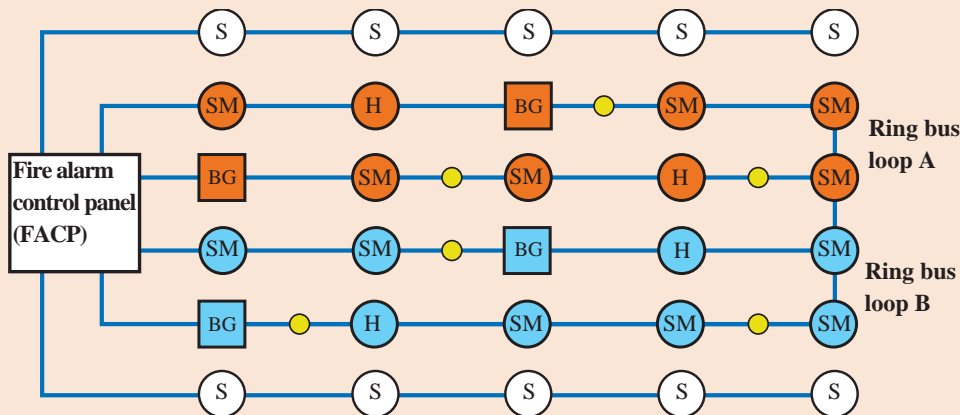 S S S S S
SM H BG SM SM
Ring bus
loop A
Fire alarm
control panel
(FACP)
BG SM SM H SM
SM SM BG H SM
Ring bus
loop B
BG H SM SM SM
S S S S S